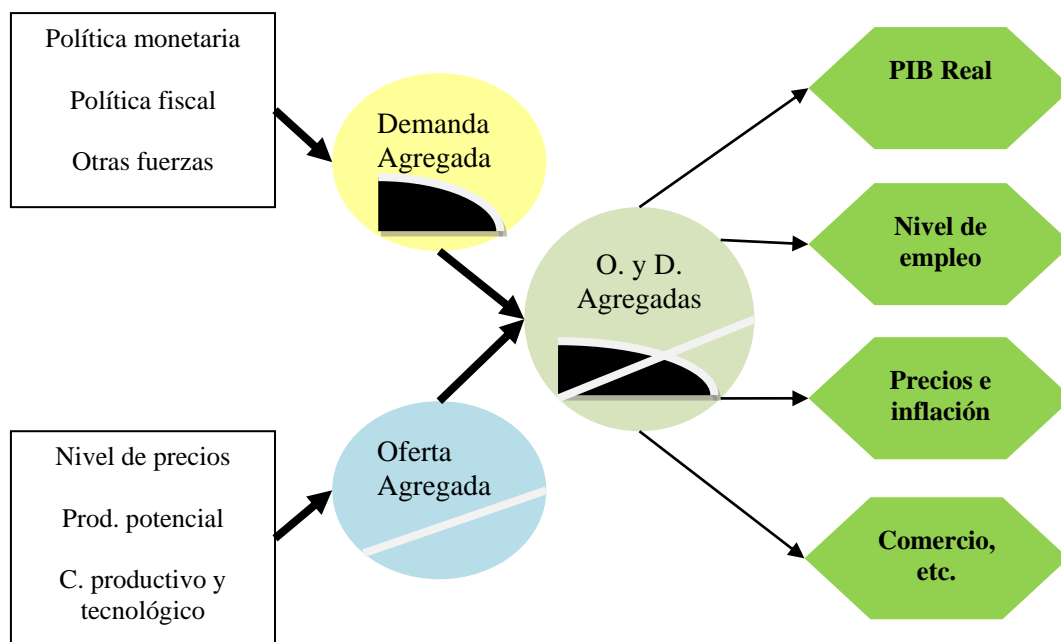 Política monetaria
Política fiscal
Otras fuerzas
Demanda
Agregada
Nivel de precios
Prod. potencial
C. productivo y
tecnológico
Oferta
Agregada
O. y D.
Agregadas
PIB Real
Nivel de
empleo
Precios e
inflación
Comercio,
etc.